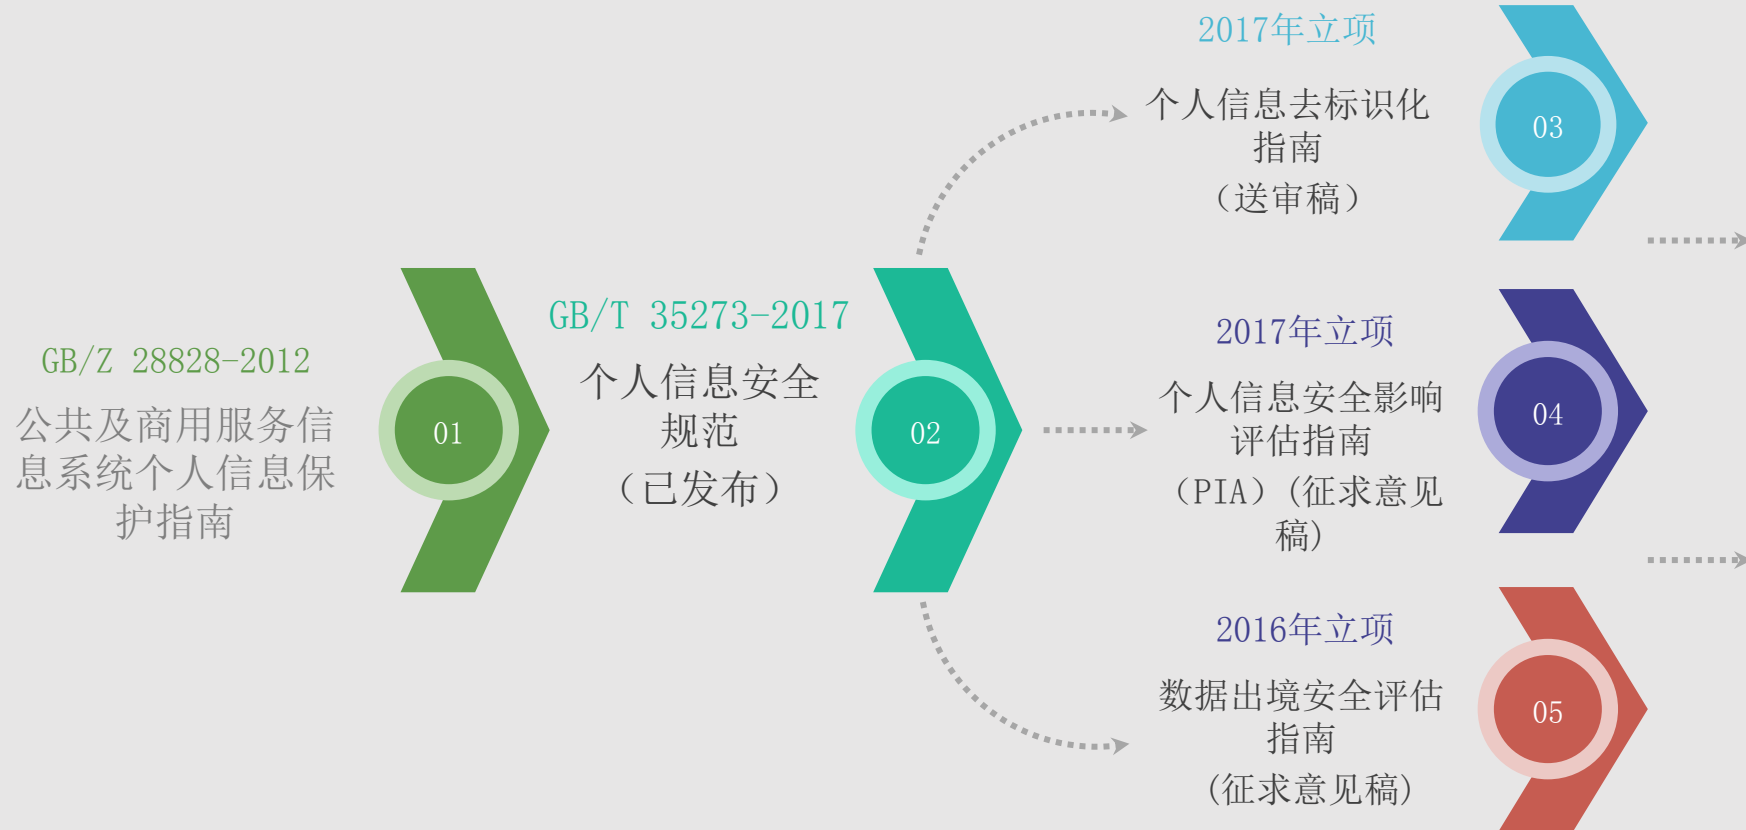 GB/Z 28828-2012
公共及商用服务信
息系统个人信息保
护指南
01
GB/T 35273-2017
个人信息安全
规范
（已发布）
02
2017年立项
个人信息去标识化
指南
（送审稿）
03
2017年立项
个人信息安全影响
评估指南
（PIA）(征求意见
稿)
04
2016年立项
数据出境安全评估
指南
(征求意见稿)
05